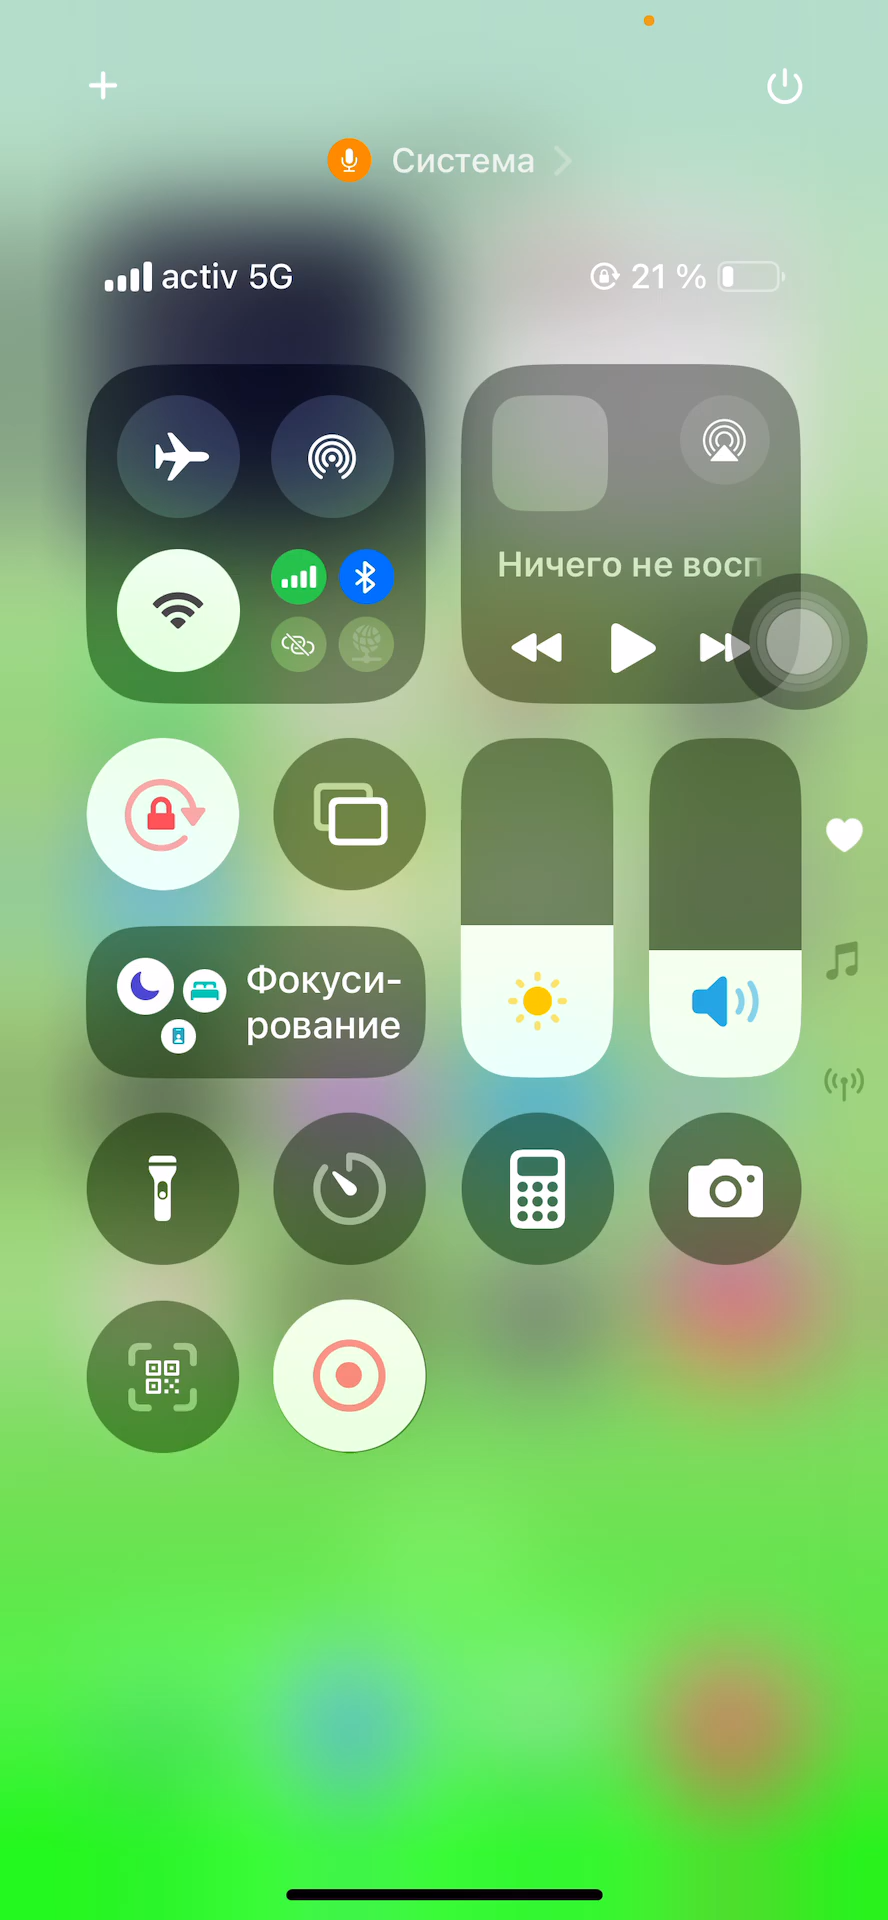 Система
activ 5G
21 %
Ничего не восп
Фокуси-
рование